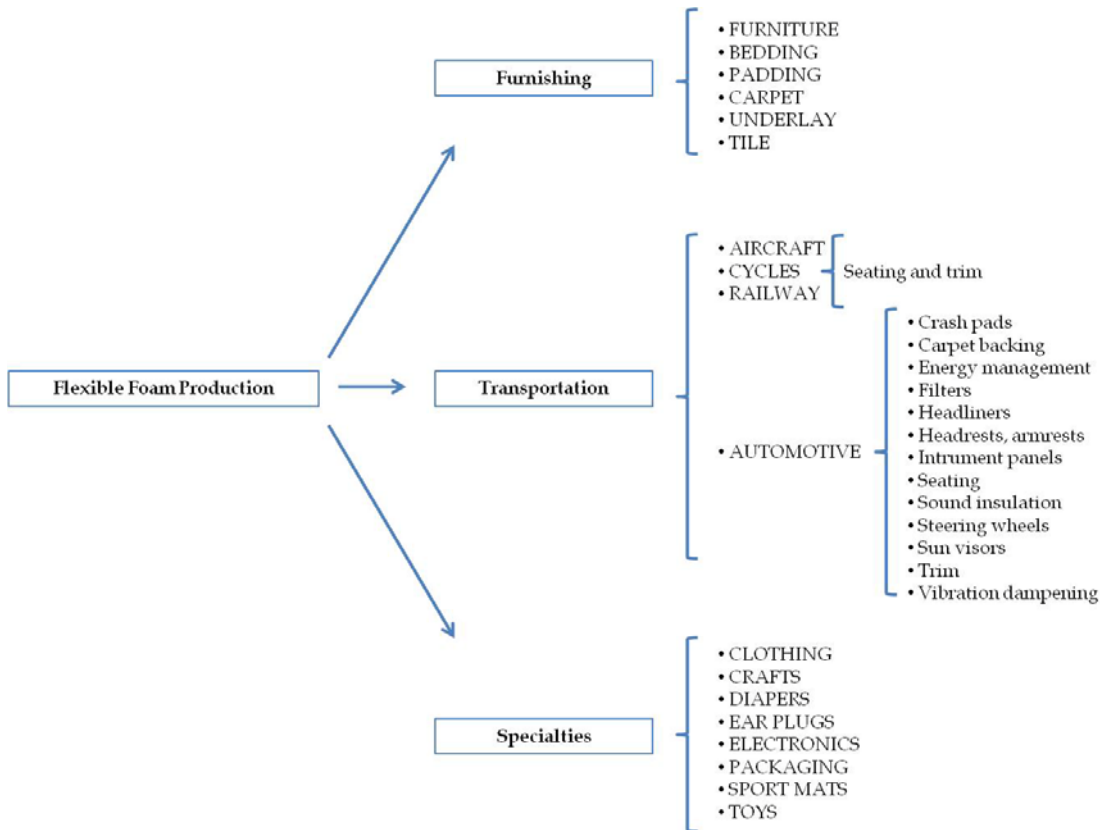 Flexible Foam Production
Furnishing
• FURNITURE
• BEDDING
• PADDING
• CARPET
• UNDERLAY
• TILE
Transportation
• AIRCRAFT
• CYCLES
• RAILWAY
Seating and trim
• AUTOMOTIVE
• Crash pads
• Carpet backing
• Energy management
• Filters
• Headliners
• Headrests, armrests
• Intrument panels
• Seating
• Sound insulation
• Steering wheels
• Sun visors
• Trim
• Vibration dampening
Specialties
• CLOTHING
• CRAFTS
• DIAPERS
• EAR PLUGS
• ELECTRONICS
• PACKAGING
• SPORT MATS
• TOYS